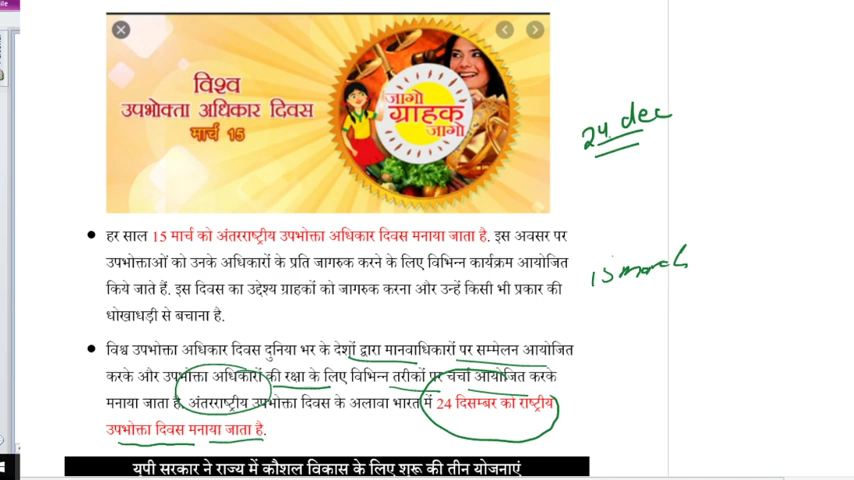 विश्व
उपभोक्ता अधिकार दिवस
मार्च 15
जागो
ग्राहक
जागो
24 dec
हर साल 15 मार्च को अंतरराष्ट्रीय उपभोक्ता अधिकार दिवस मनाया जाता है. इस अवसर पर
उपभोक्ताओं को उनके अधिकारों के प्रति जागरुक करने के लिए विभिन्न कार्यक्रम आयोजित
किये जाते हैं. इस दिवस का उद्देश्य ग्राहकों को जागरुक करना और उन्हें किसी भी प्रकार की
धोखाधड़ी से बचाना है.
15 march
विश्व उपभोक्ता अधिकार दिवस दुनिया भर के देशों द्वारा मानवाधिकारों पर सम्मेलन आयोजित
करके और उपभोक्ता अधिकारों की रक्षा के लिए विभिन्न तरीकों पर चर्चा आयोजित करके
मनाया जाता है. अंतरराष्ट्रीय उपभोक्ता दिवस के अलावा भारत में 24 दिसम्बर को राष्ट्रीय
उपभोक्ता दिवस मनाया जाता है.
यूपी सरकार ने राज्य में कौशल विकास के लिए शुरू की तीन योजनाएं